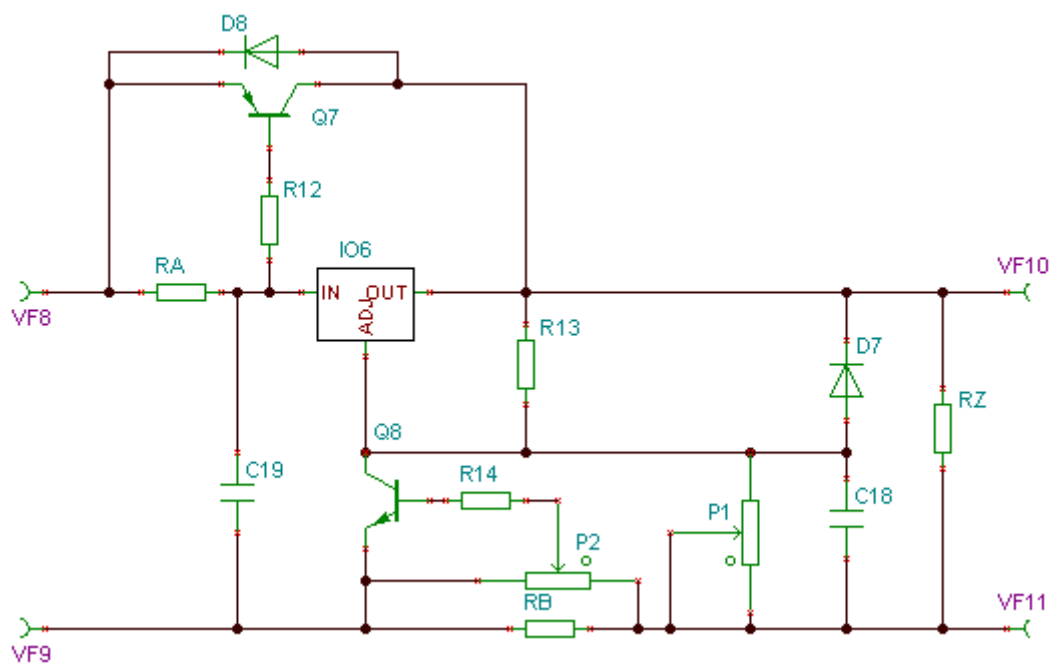 D8
Q7
R12
IO6
RA
IN
OUT
ADJ
VF10
VF8
R13
D7
RZ
Q8
C19
R14
P1
C18
P2
RB
VF11
VF9